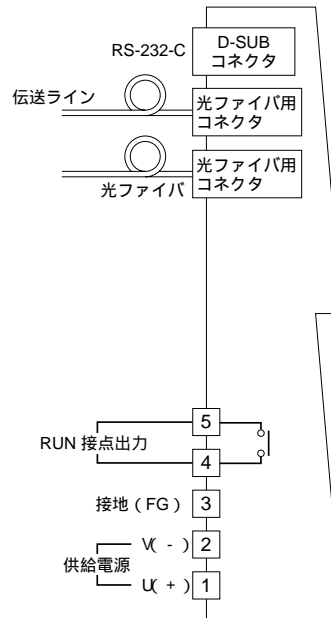 RS-232-C
D-SUB
コネクタ
伝送ライン
光ファイバ用
コネクタ
光ファイバ用
コネクタ
光ファイバ
5
RUN 接点出力
4
接地(FG)
3
V( - )
2
供給電源
U( + )
1